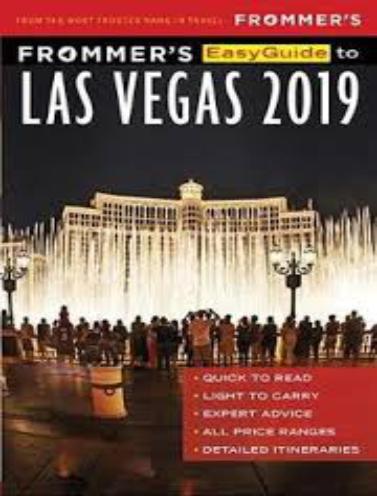 FROM THE MOST TRUSTED NAME IN TRAVEL FROMMER'S
FROMMER'S EasyGuide to
LAS VEGAS 2019
• QUICK TO READ
• LIGHT TO CARRY
• EXPERT ADVICE
• ALL PRICE RANGES
• DETAILED ITINERARIES